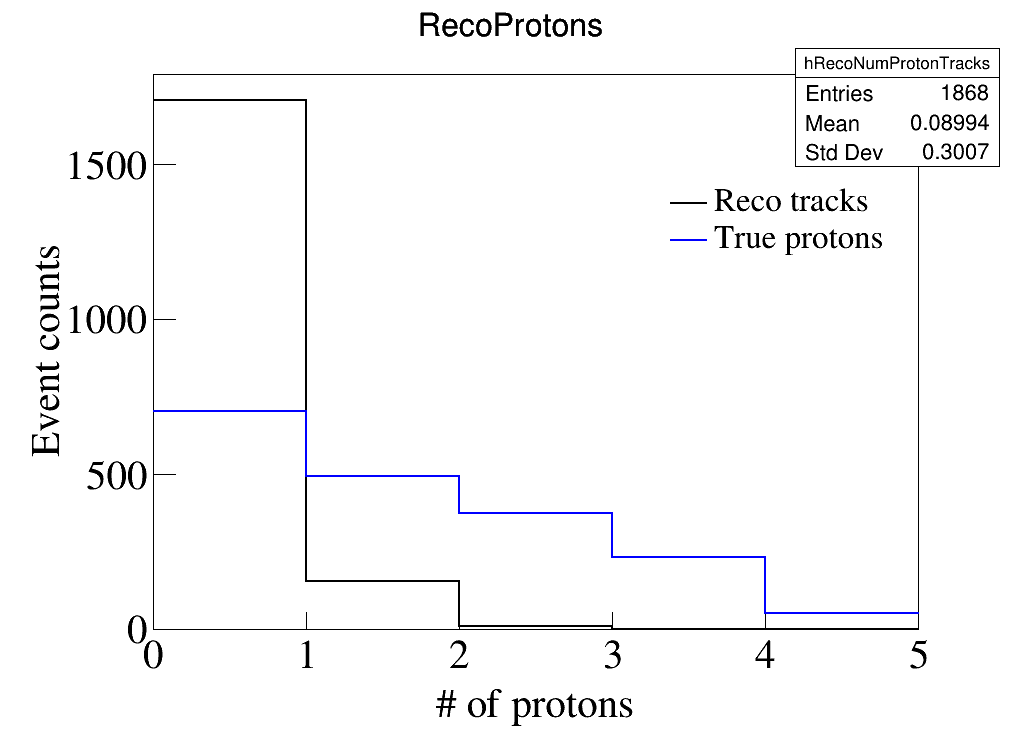 RecoProtons
hRecoNumProtonTracks
Entries 1868
Mean 0.08994
Std Dev 0.3007
Reco tracks
True protons
Event counts
1500
1000
500
0
0 1 2 3 4 5
# of protons